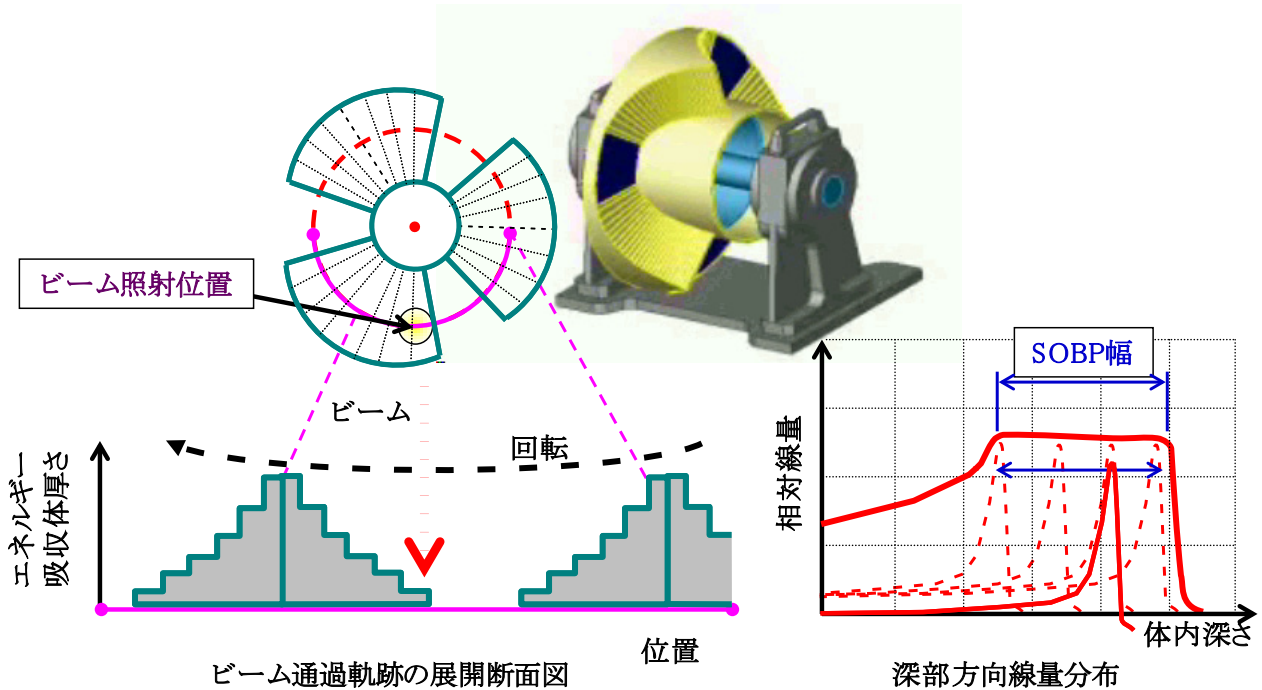 ビーム照射位置
ビーム
回転
エネルギー
吸収体厚さ
位置
ビーム通過軌跡の展開断面図
SOBP幅
相対線量
体内深さ
深部方向線量分布